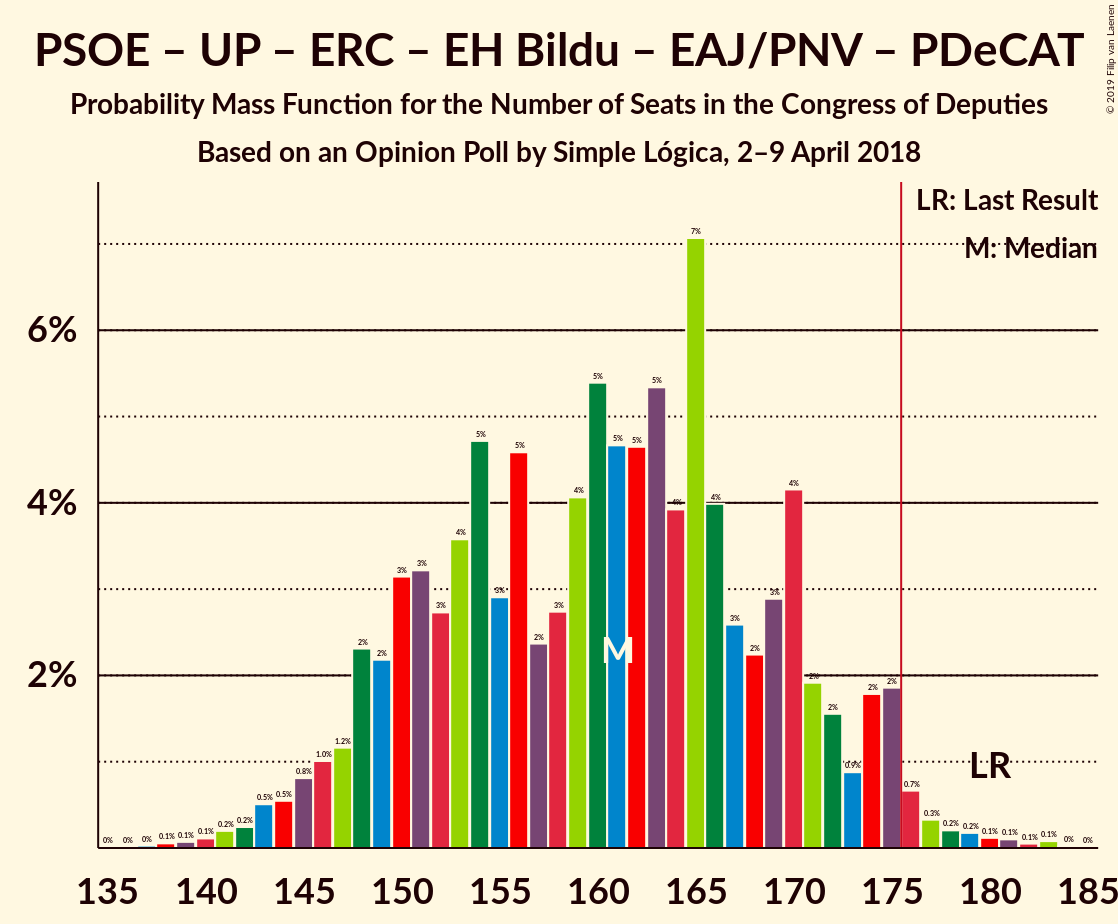 PSOE – UP – ERC – EH Bildu – EAJ/PNV – PDeCAT
Probability Mass Function for the Number of Seats in the Congress of Deputies
Based on an Opinion Poll by Simple Lógica, 2–9 April 2018
© 2019 Filip van Laenen
LR: Last Result
M: Median
6%
4%
2%
0% 0% 0% 0.1% 0.1% 0.1% 0.2% 0.2% 0.5% 0.5% 0.8% 1.0% 1.2% 2% 2% 3% 3% 3% 4% 5% 3% 5% 2% 3% 4% 5% 5% 5% 5% 4% 7% 4% 3% 2% 3% 4% 2% 2% 0.9% 2% 2% 0.7% 0.3% 0.2% 0.2% 0.1% 0.1% 0.1% 0.1% 0% 0%
M
LR
135 140 145 150 155 160 165 170 175 180 185